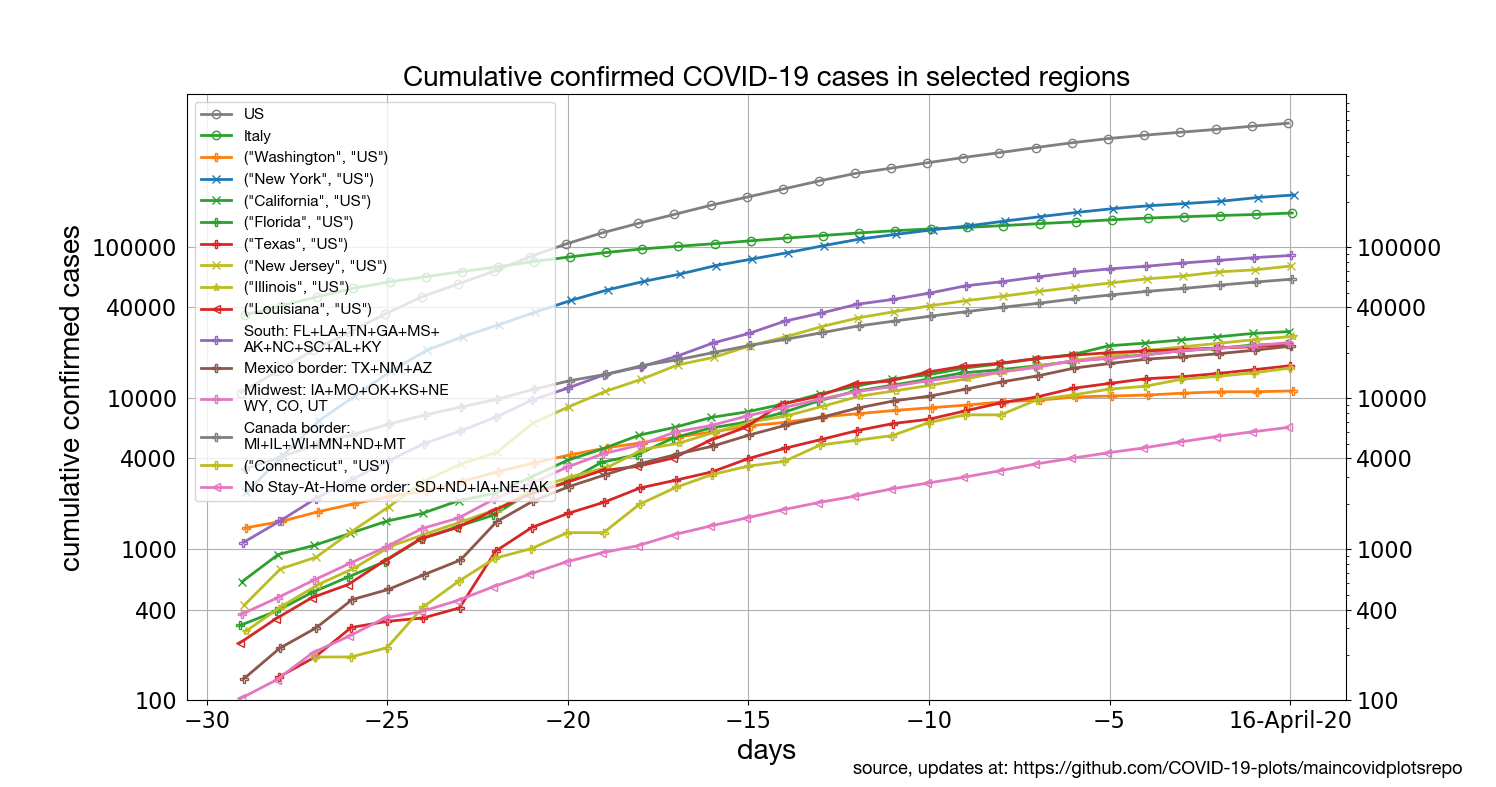 Cumulative confirmed COVID-19 cases in selected regions
US
Italy
("Washington", "US")
("New York", "US")
("California", "US")
("Florida", "US")
("Texas", "US")
("New Jersey", "US")
("Illinois", "US")
("Louisiana", "US")
South: FL+LA+TN+GA+MS+
AK+NC+SC+AL+KY
Mexico border: TX+NM+AZ
Midwest: IA+MO+OK+KS+NE
WY, CO, UT
Canada border:
MI+IL+WI+MN+ND+MT
("Connecticut", "US")
No Stay-At-Home order: SD+ND+IA+NE+AK
cumulative confirmed cases
100000
40000
10000
4000
1000
400
100
100000
40000
10000
4000
1000
400
100
−30
−25
−20
−15
−10
−5
16-April-20
days
source, updates at: https://github.com/COVID-19-plots/maincovidplotsrepo